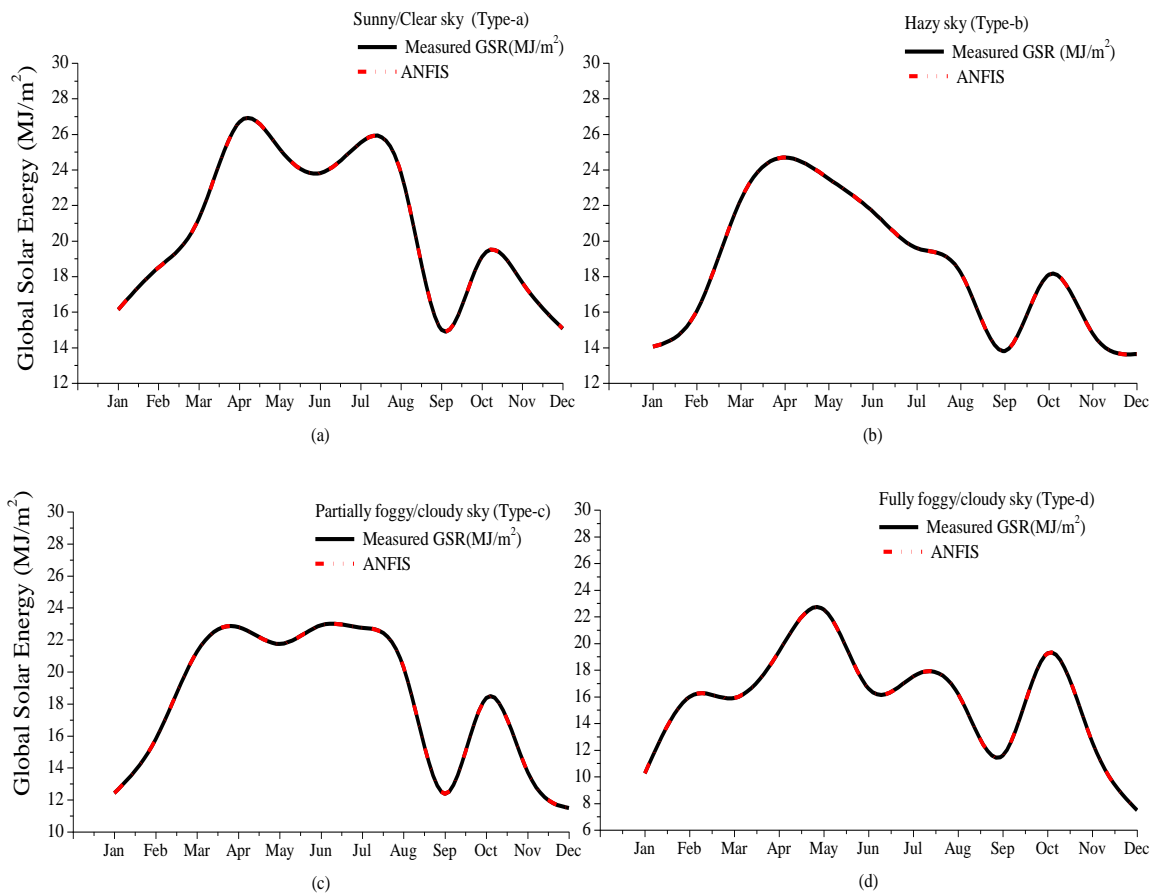 Sunny/Clear sky (Type-a)
Measured GSR(MJ/m²)
ANFIS
Global Solar Energy (MJ/m²)
30
28
26
24
22
20
18
16
14
12
Jan Feb Mar Apr May Jun Jul Aug Sep Oct Nov Dec
(a)
Hazy sky (Type-b)
Measured GSR (MJ/m²)
ANFIS
30
28
26
24
22
20
18
16
14
12
Jan Feb Mar Apr May Jun Jul Aug Sep Oct Nov Dec
(b)
Partially foggy/cloudy sky (Type-c)
Measured GSR(MJ/m²)
ANFIS
Global Solar Energy (MJ/m²)
30
28
26
24
22
20
18
16
14
12
10
Jan Feb Mar Apr May Jun Jul Aug Sep Oct Nov Dec
(c)
Fully foggy/cloudy sky (Type-d)
Measured GSR(MJ/m²)
ANFIS
30
28
26
24
22
20
18
16
14
12
10
8
6
Jan Feb Mar Apr May Jun Jul Aug Sep Oct Nov Dec
(d)